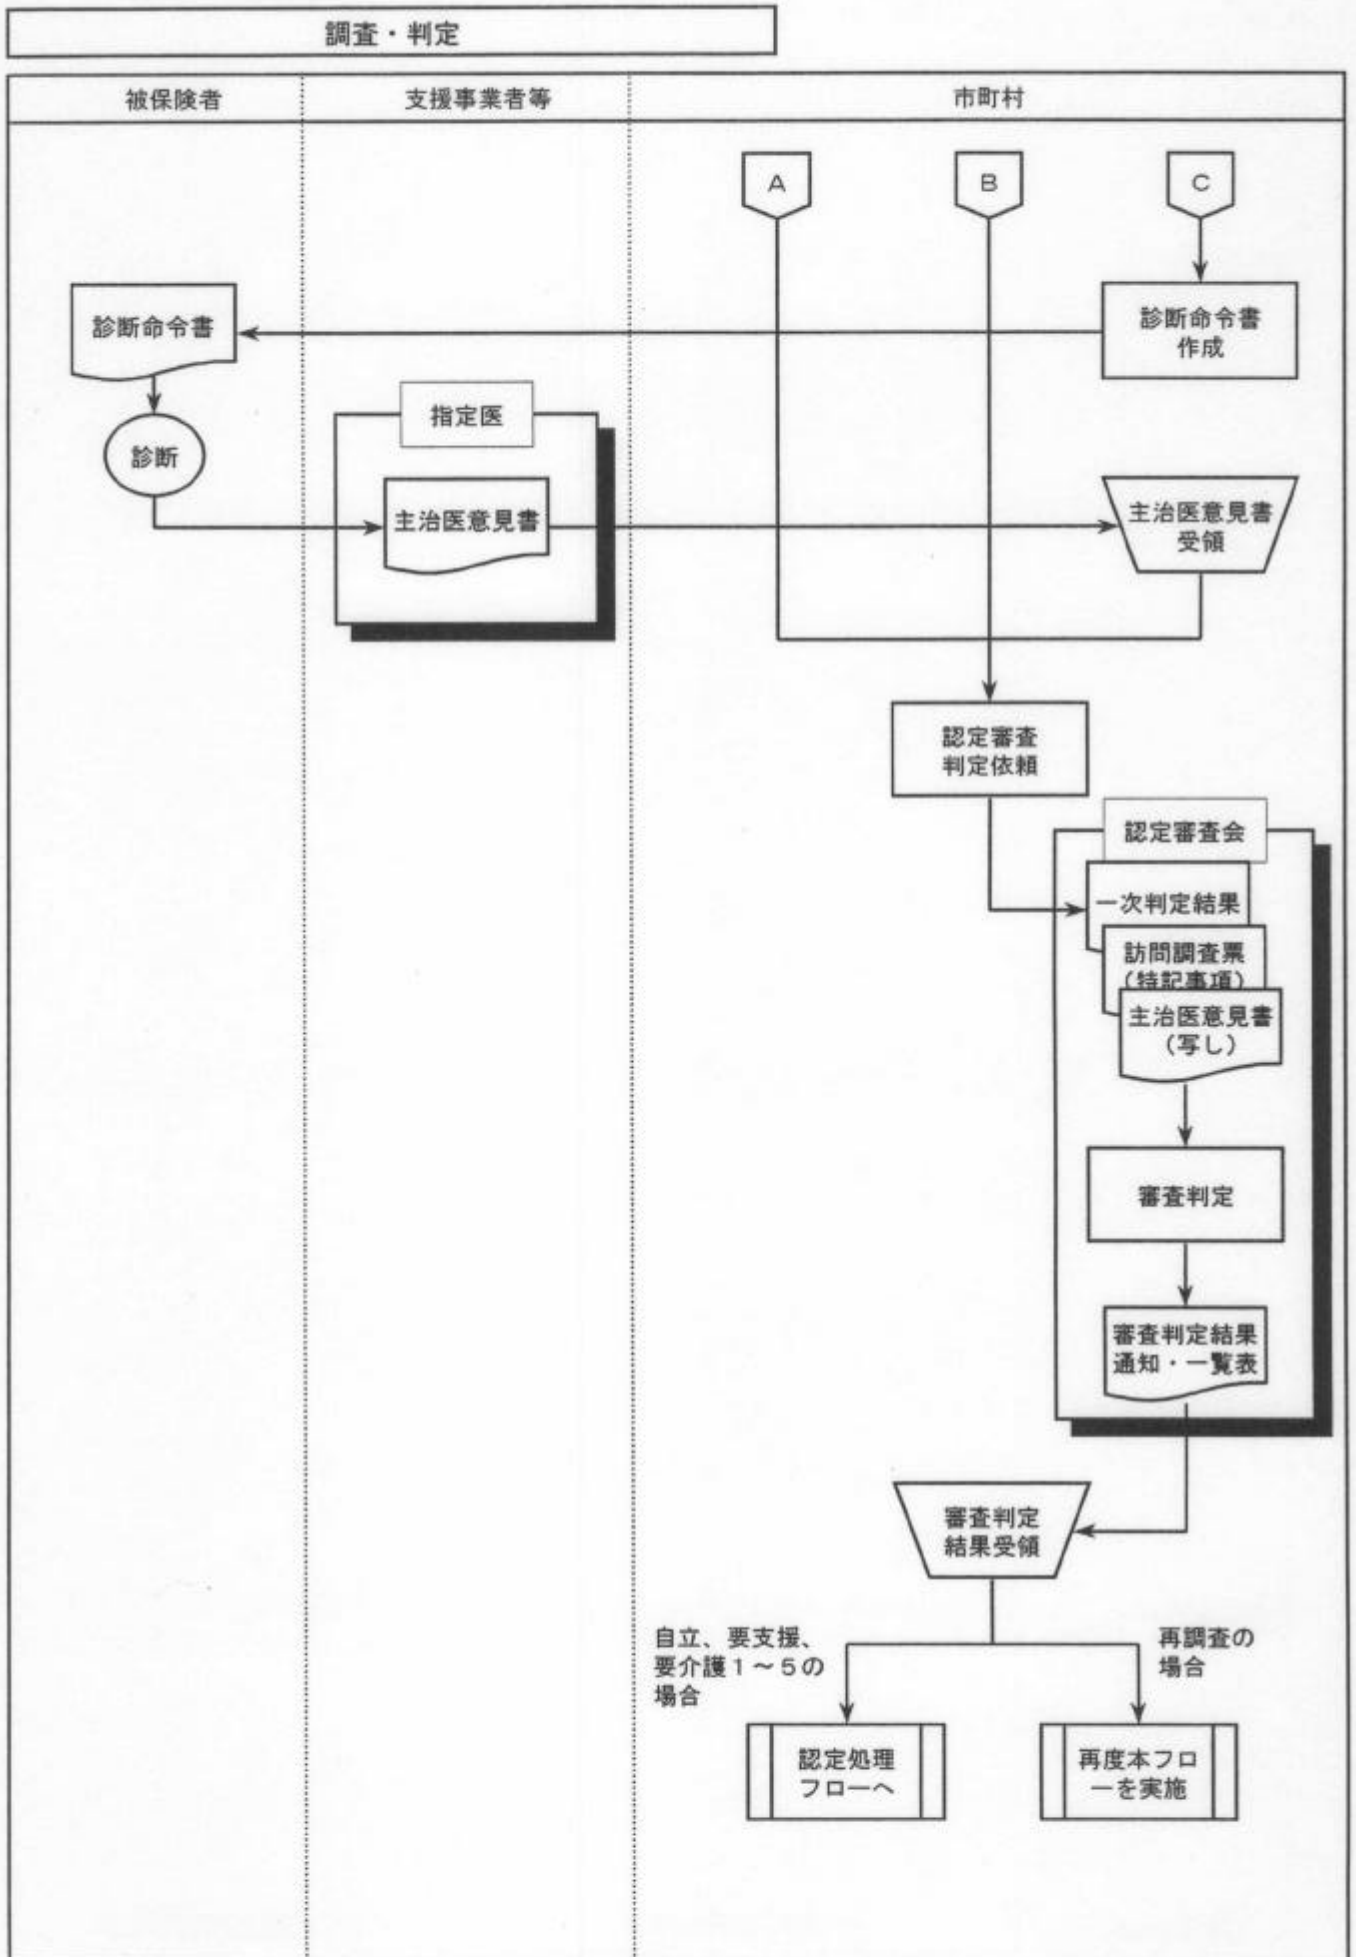 調査・判定
被保険者
支援事業者等
市町村
A
B
C
診断命令書
診断命令書
作成
診断
指定医
主治医意見書
主治医意見書
受領
認定審査
判定依頼
認定審査会
一次判定結果
訪問調査票
(特記事項)
主治医意見書
(写し)
審査判定
審査判定結果
通知・一覧表
審査判定
結果受領
自立、要支援、
要介護1～5の
場合
再調査の
場合
認定処理
フローへ
再度本フロ
ーを実施